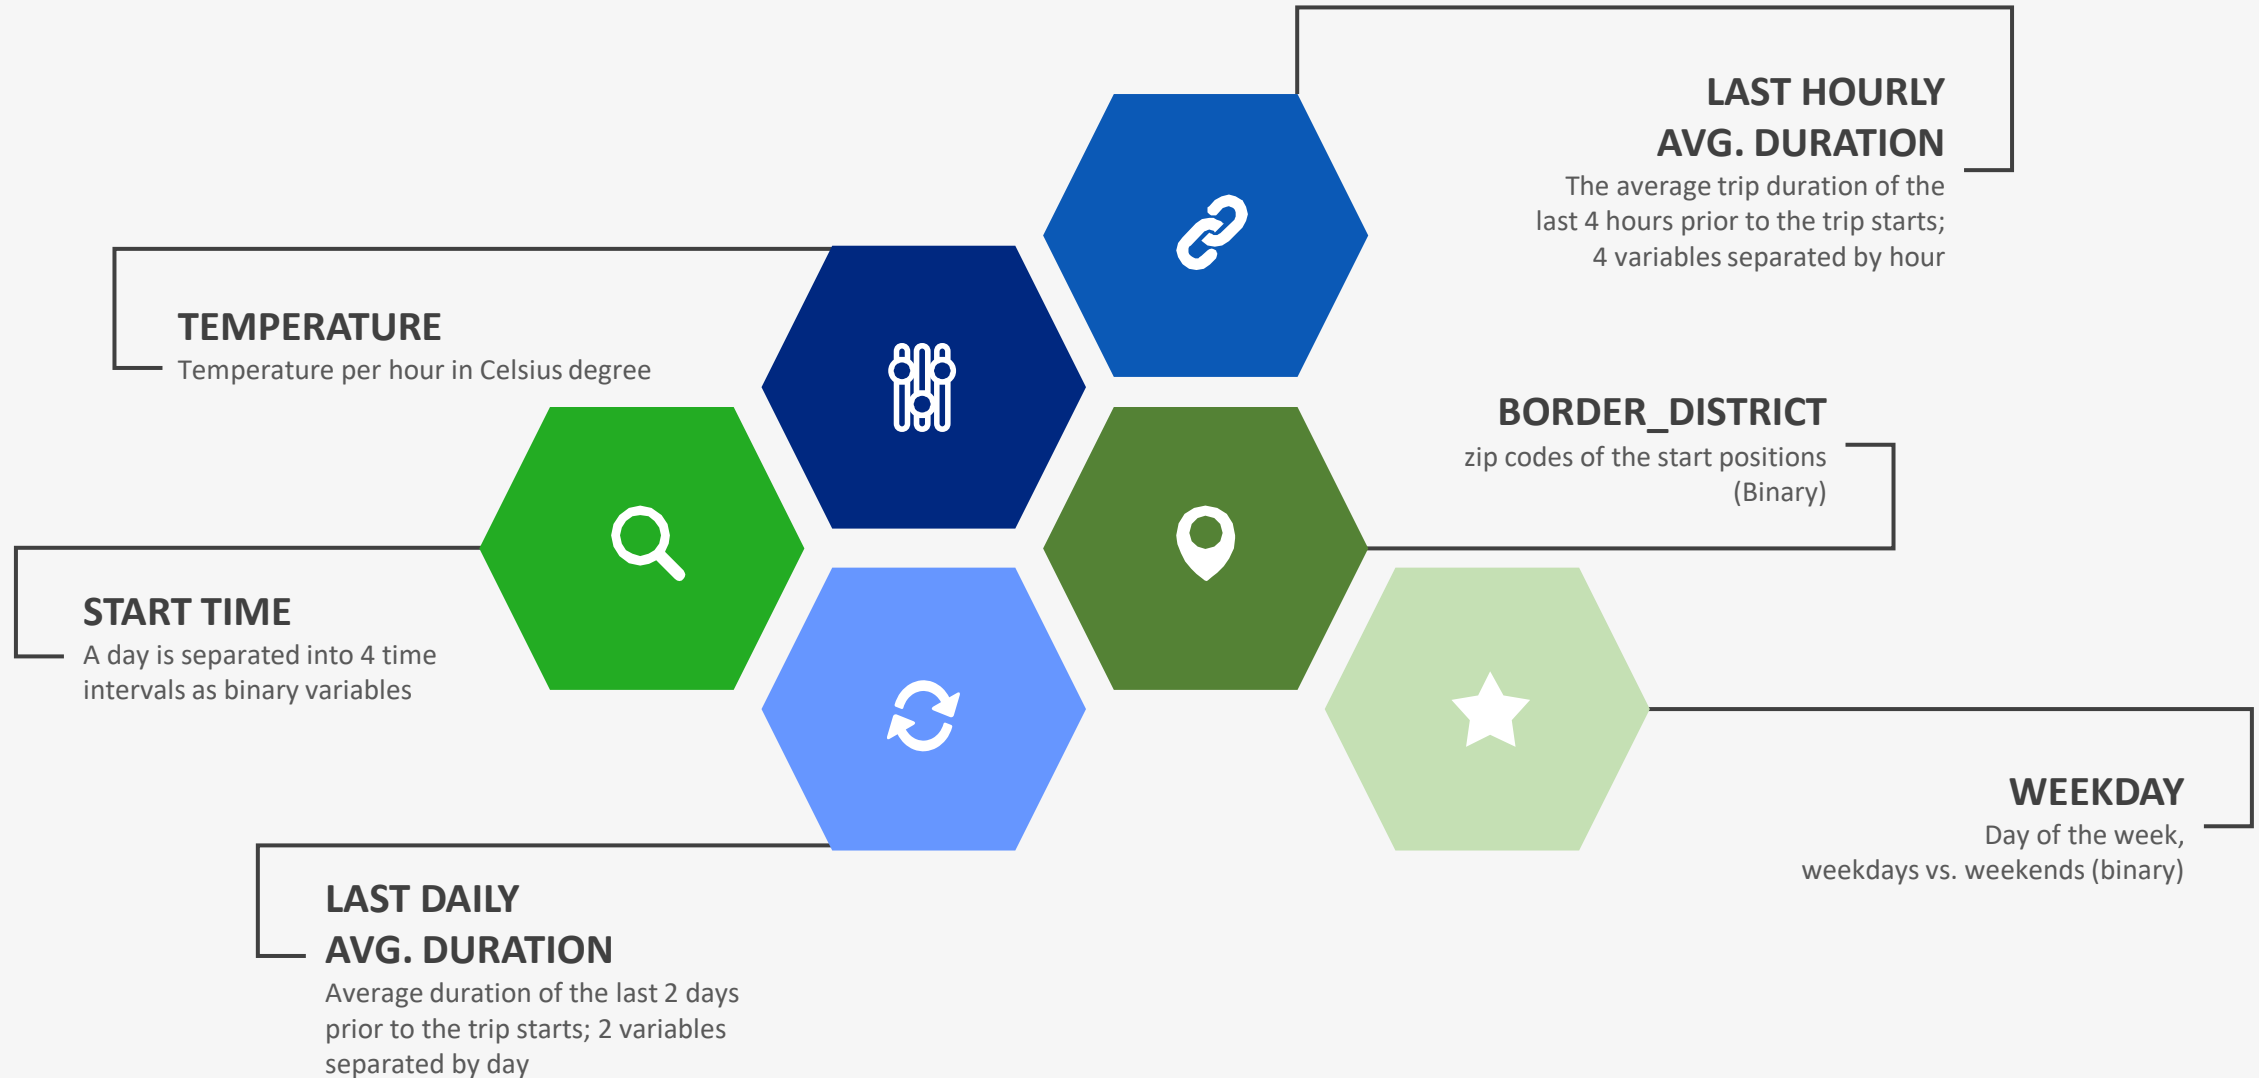 LAST HOURLY
AVG. DURATION
The average trip duration of the
last 4 hours prior to the trip starts;
4 variables separated by hour
TEMPERATURE
Temperature per hour in Celsius degree
BORDER_DISTRICT
zip codes of the start positions
(Binary)
START TIME
A day is separated into 4 time
intervals as binary variables
WEEKDAY
Day of the week,
weekdays vs. weekends (binary)
LAST DAILY
AVG. DURATION
Average duration of the last 2 days
prior to the trip starts; 2 variables
separated by day